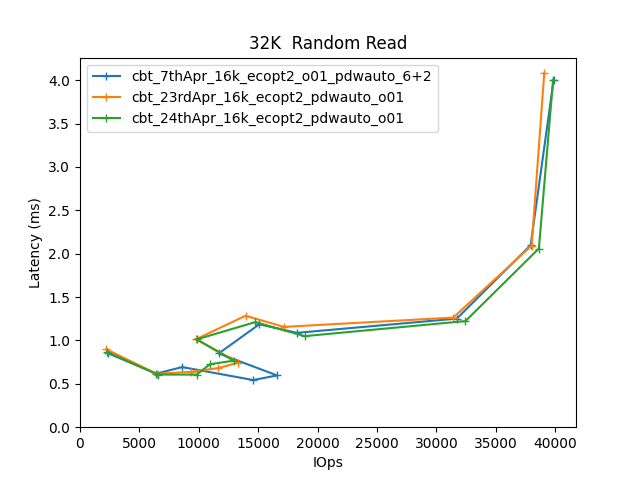 32K  Random Read
cbt_7thApr_16k_ecopt2_o01_pdwauto_6+2
cbt_23rdApr_16k_ecopt2_pdwauto_o01
cbt_24thApr_16k_ecopt2_pdwauto_o01
4.0
3.5
3.0
2.5
2.0
1.5
1.0
0.5
0.0
Latency (ms)
0 5000 10000 15000 20000 25000 30000 35000 40000
IOps